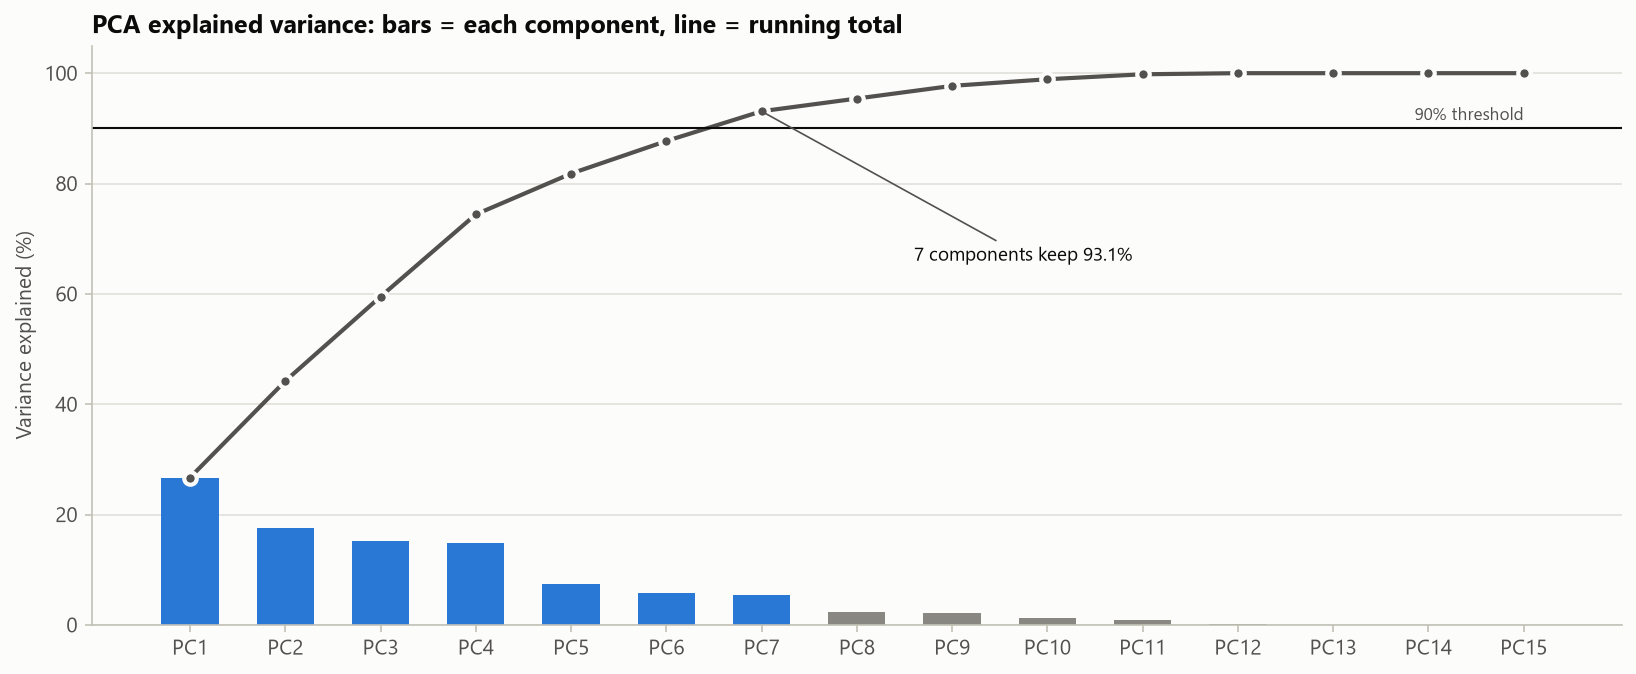 PCA explained variance: bars = each component, line = running total
100
90% threshold
80
7 components keep 93.1%
60
Variance explained (%)
40
20
0
PC1 PC2 PC3 PC4 PC5 PC6 PC7 PC8 PC9 PC10 PC11 PC12 PC13 PC14 PC15